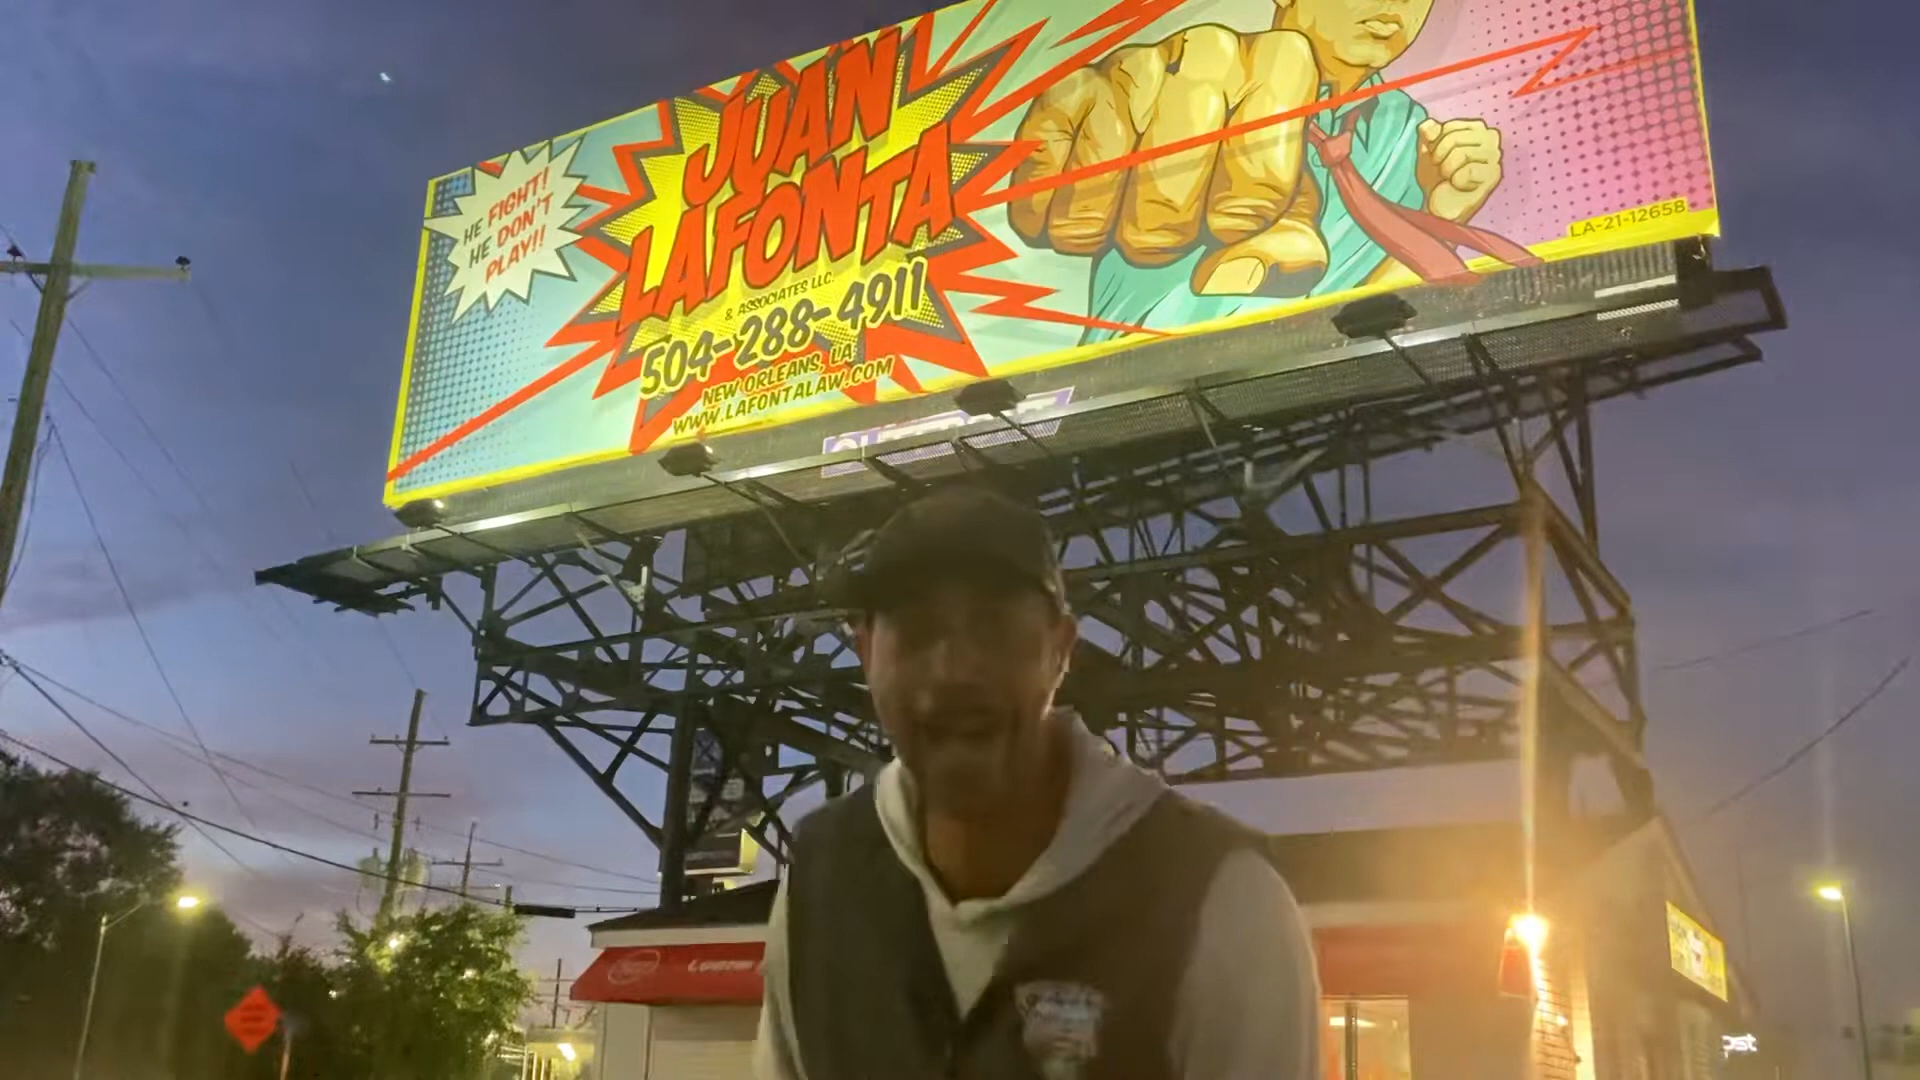 HE FIGHT!
HE DON'T
PLAY!!
JUAN
LAFONTA
& ASSOCIATES LLC.
504-288-4911
NEW ORLEANS, LA
WWW.LAFONTALAW.COM
LA-21-12658